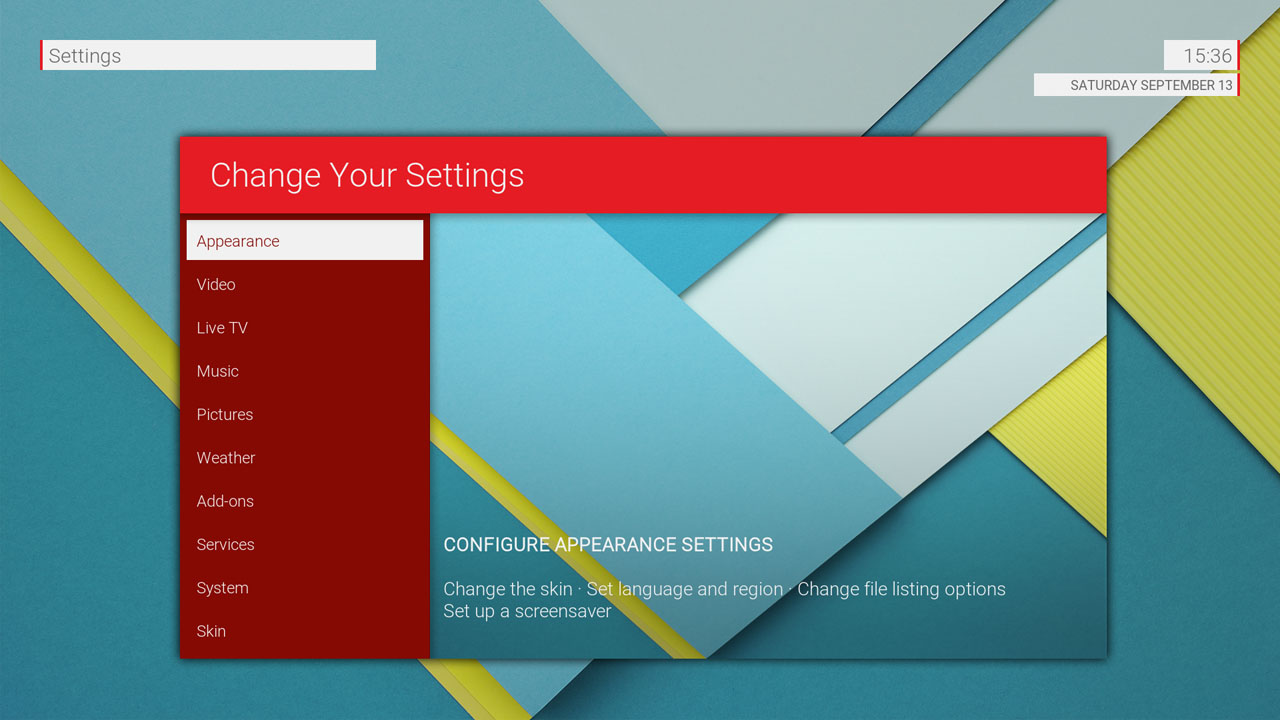 Settings
15:36
SATURDAY SEPTEMBER 13
Change Your Settings
Appearance
Video
Live TV
Music
Pictures
Weather
Add-ons
Services
System
Skin
CONFIGURE APPEARANCE SETTINGS
Change the skin · Set language and region · Change file listing options
Set up a screensaver